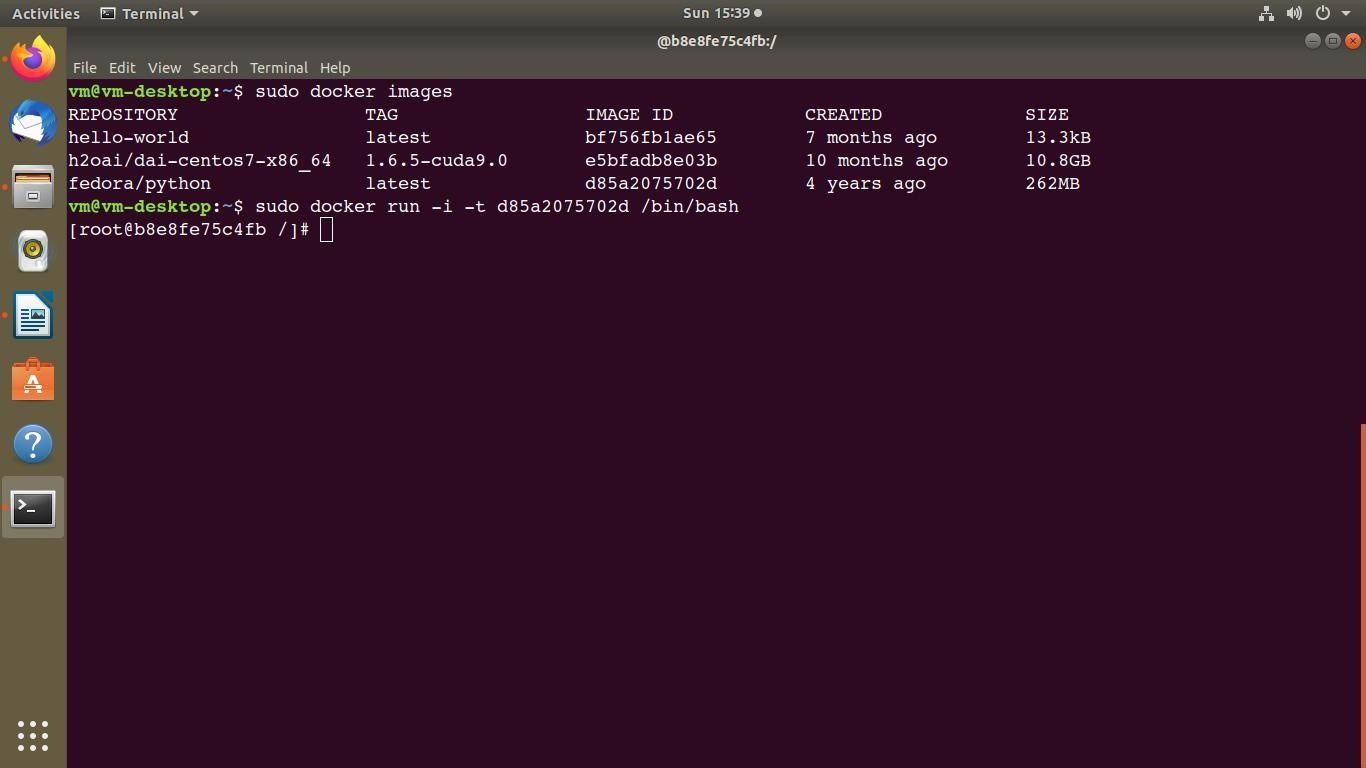 Activities Terminal Sun 15:39
@b8e8fe75c4fb:/
File Edit View Search Terminal Help
vm@vm-desktop:~$ sudo docker images
REPOSITORY TAG IMAGE ID CREATED SIZE
hello-world latest bf756fb1ae65 7 months ago 13.3kB
h2oai/dai-centos7-x86_64 1.6.5-cuda9.0 e5bfadb8e03b 10 months ago 10.8GB
fedora/python latest d85a2075702d 4 years ago 262MB
vm@vm-desktop:~$ sudo docker run -i -t d85a2075702d /bin/bash
[root@b8e8fe75c4fb /]#